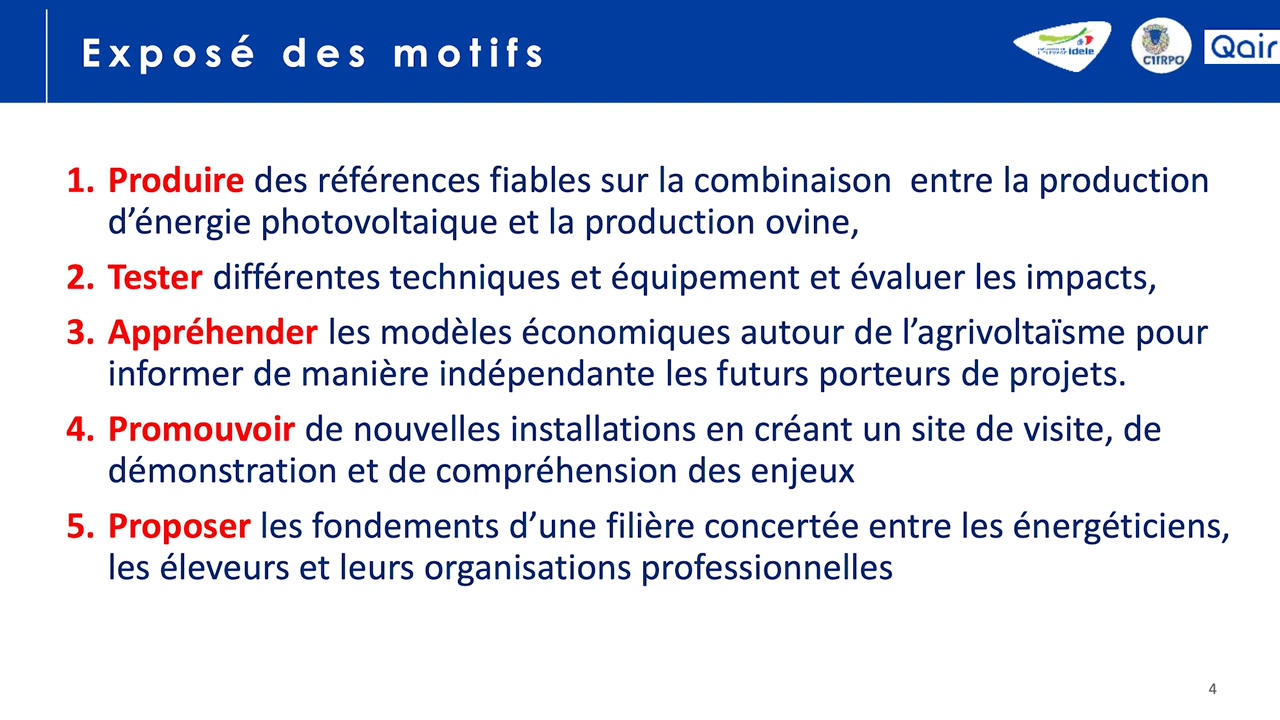 Exposé des motifs
idele
CIIRPO
Qair
1. Produire des références fiables sur la combinaison entre la production
d’énergie photovoltaique et la production ovine,
2. Tester différentes techniques et équipement et évaluer les impacts,
3. Appréhender les modèles économiques autour de l’agrivoltaïsme pour
informer de manière indépendante les futurs porteurs de projets.
4. Promouvoir de nouvelles installations en créant un site de visite, de
démonstration et de compréhension des enjeux
5. Proposer les fondements d’une filière concertée entre les énergéticiens,
les éleveurs et leurs organisations professionnelles
4